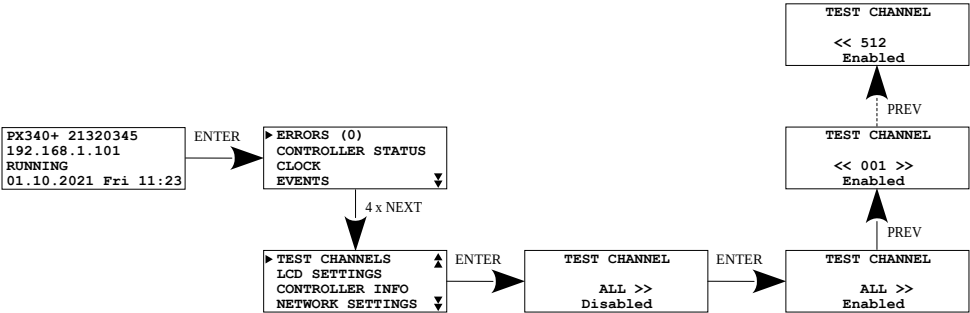 TEST CHANNEL
<< 512
Enabled
PREV
PX340+ 21320345
192.168.1.101
RUNNING
01.10.2021 Fri 11:23
ENTER
ERRORS (0)
CONTROLLER STATUS
CLOCK
EVENTS
TEST CHANNEL
<< 001 >>
Enabled
4 x NEXT
PREV
TEST CHANNELS
LCD SETTINGS
CONTROLLER INFO
NETWORK SETTINGS
ENTER
TEST CHANNEL
ALL >>
Disabled
ENTER
TEST CHANNEL
ALL >>
Enabled